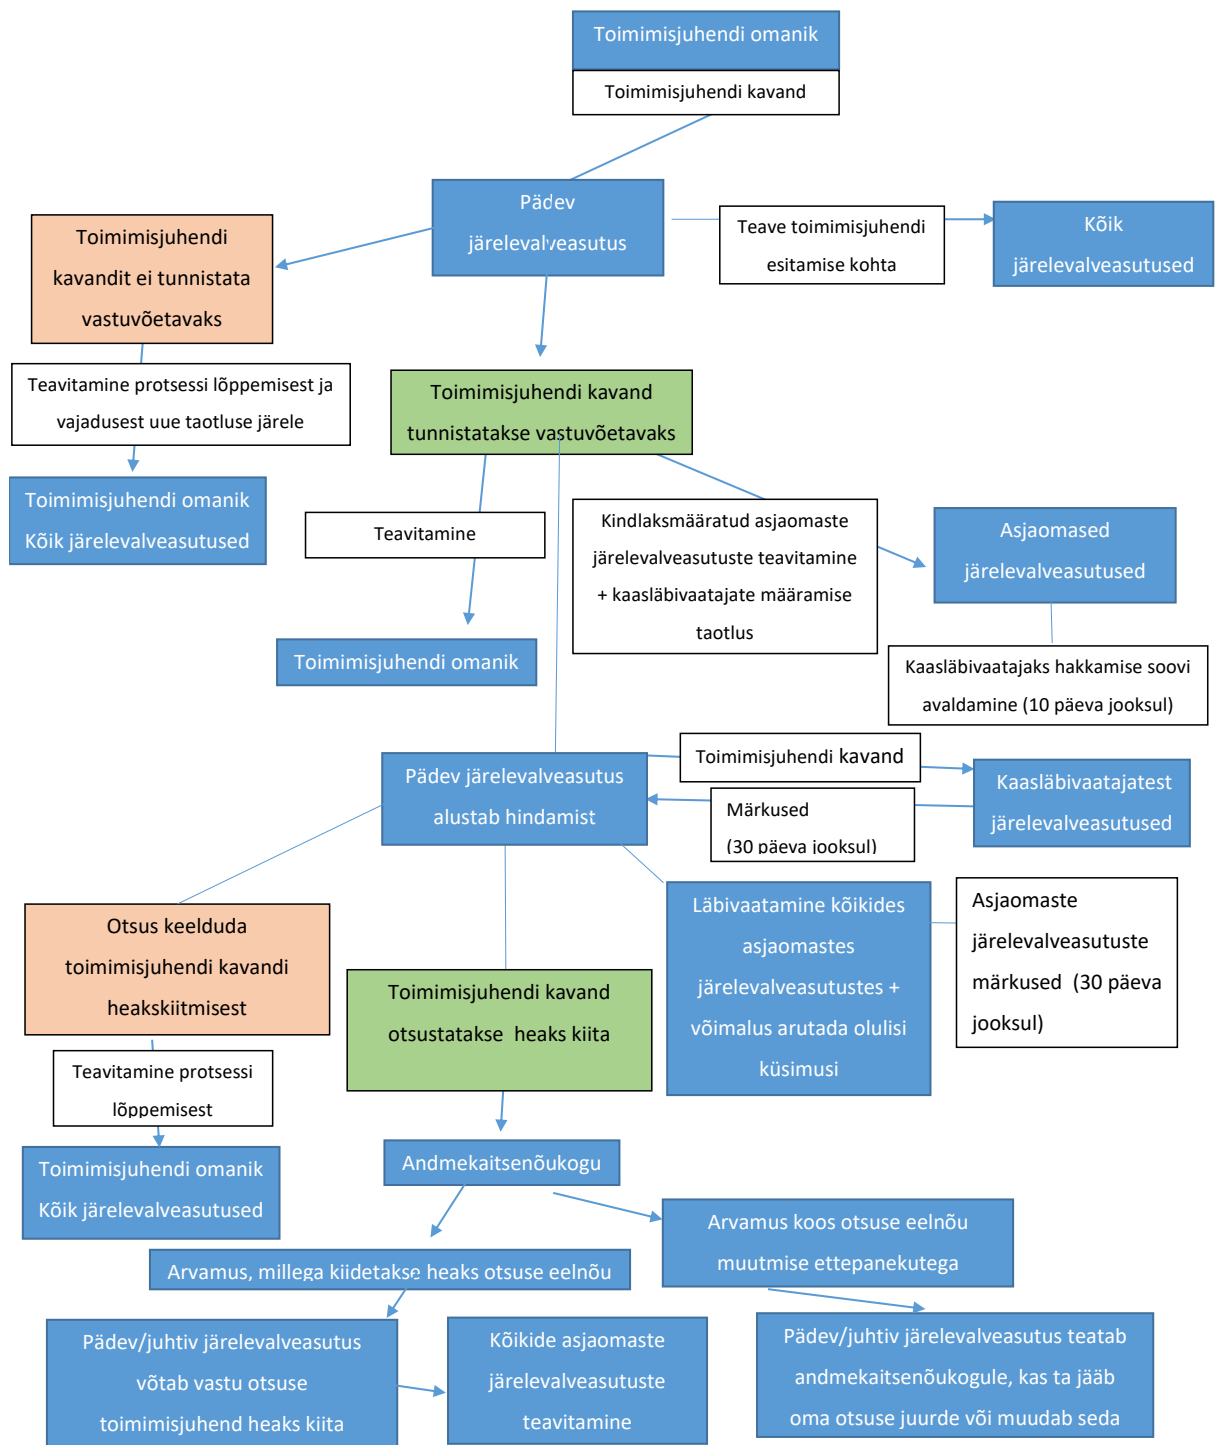 Toimimisjuhendi omanik
Toimimisjuhendi kavand
Pädev
järelevalveasutus
Teave toimimisjuhendi
esitamise kohta
Kõik
järelevalveasutused
Toimimisjuhendi
kavandit ei tunnistata
vastuvõetavaks
Teavitamine protsessi lõppemisest ja
vajadusest uue taotluse järele
Toimimisjuhendi omanik
Kõik järelevalveasutused
Toimimisjuhendi kavand
tunnistatakse vastuvõetavaks
Teavitamine
Toimimisjuhendi omanik
Kindlaksmääratud asjaomaste
järelevalveasutuste teavitamine
+ kaasläbivaatajate määramise
taotlus
Asjaomased
järelevalveasutused
Kaasläbivaatajaks hakkamise soovi
avaldamine (10 päeva jooksul)
Pädev järelevalveasutus
alustab hindamist
Toimimisjuhendi kavand
Märkused
(30 päeva jooksul)
Kaasläbivaatajatest
järelevalveasutused
Otsus keelduda
toimimisjuhendi kavandi
heakskiitmisest
Teavitamine protsessi
lõppemisest
Toimimisjuhendi omanik
Kõik järelevalveasutused
Toimimisjuhendi kavand
otsustatakse heaks kiita
Läbivaatamine kõikides
asjaomastes
järelevalveasutustes +
võimalus arutada olulisi
küsimusi
Asjaomaste
järelevalveasutuste
märkused (30 päeva
jooksul)
Andmekaitsenõukogu
Arvamus, millega kiidetakse heaks otsuse eelnõu
Arvamus koos otsuse eelnõu
muutmise ettepanekutega
Pädev/juhtiv järelevalveasutus
võtab vastu otsuse
toimimisjuhend heaks kiita
Kõikide asjaomaste
järelevalveasutuste
teavitamine
Pädev/juhtiv järelevalveasutus teatab
andmekaitsenõukogule, kas ta jääb
oma otsuse juurde või muudab seda